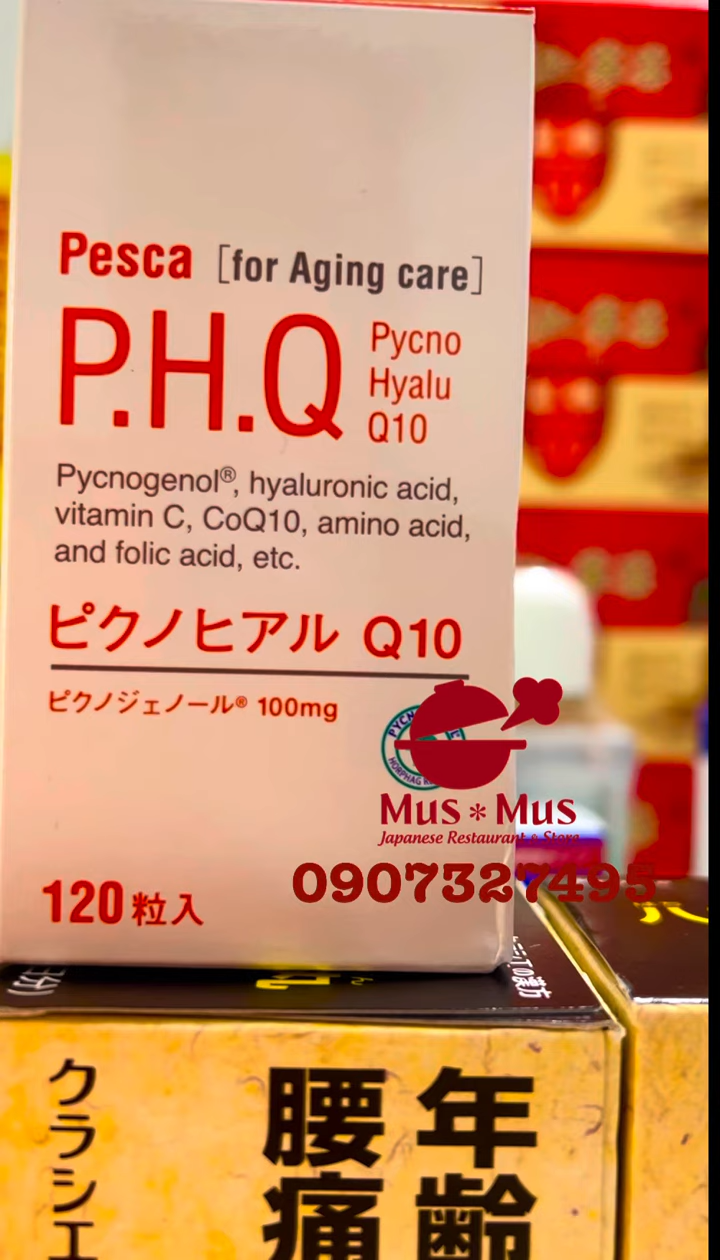 Pesca [for Aging care]
P.H.Q
Pycno
Hyalu
Q10
Pycnogenol®, hyaluronic acid,
vitamin C, CoQ10, amino acid,
and folic acid, etc.
ピクノヒアル Q10
ピクノジェノール® 100mg
Mus * Mus
Japanese Restaurant & Store
0907327495
120粒入
年齢
腰痛
クラシエ